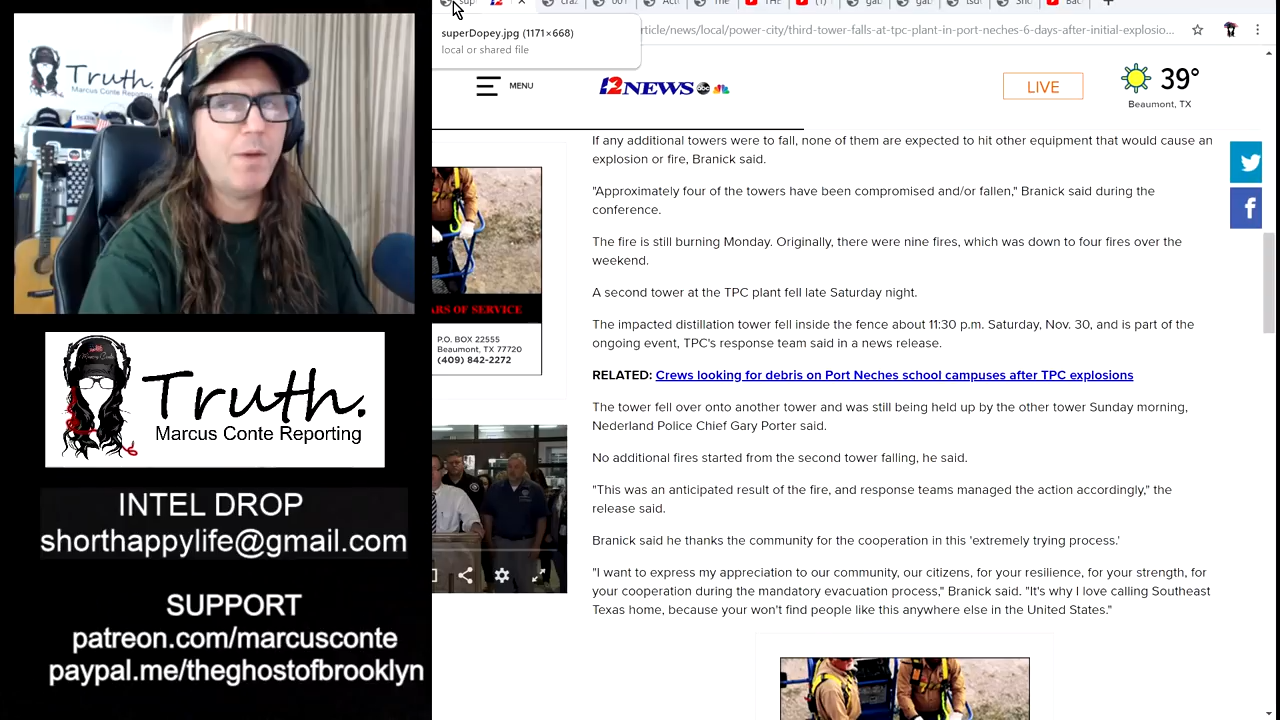 superDopey.jpg (1171×668)
local or shared file
rticle/news/local/power-city/third-tower-falls-at-tpc-plant-in-port-neches-6-days-after-initial-explosio...
MENU
12NEWS abc
LIVE
39°
Beaumont, TX
Truth.
Marcus Conte Reporting
If any additional towers were to fall, none of them are expected to hit other equipment that would cause an
explosion or fire, Branick said.
"Approximately four of the towers have been compromised and/or fallen," Branick said during the
conference.
The fire is still burning Monday. Originally, there were nine fires, which was down to four fires over the
weekend.
A second tower at the TPC plant fell late Saturday night.
The impacted distillation tower fell inside the fence about 11:30 p.m. Saturday, Nov. 30, and is part of the
ongoing event, TPC's response team said in a news release.
RELATED: Crews looking for debris on Port Neches school campuses after TPC explosions
The tower fell over onto another tower and was still being held up by the other tower Sunday morning,
Nederland Police Chief Gary Porter said.
No additional fires started from the second tower falling, he said.
"This was an anticipated result of the fire, and response teams managed the action accordingly," the
release said.
Branick said he thanks the community for the cooperation in this 'extremely trying process.'
"I want to express my appreciation to our community, our citizens, for your resilience, for your strength, for
your cooperation during the mandatory evacuation process," Branick said. "It's why I love calling Southeast
Texas home, because your won't find people like this anywhere else in the United States."
ARS OF SERVICE
P.O. BOX 22555
Beaumont, TX 77720
(409) 842-2272
Truth.
Marcus Conte Reporting
INTEL DROP
shorthappylife@gmail.com
SUPPORT
patreon.com/marcusconte
paypal.me/theghostofbrooklyn